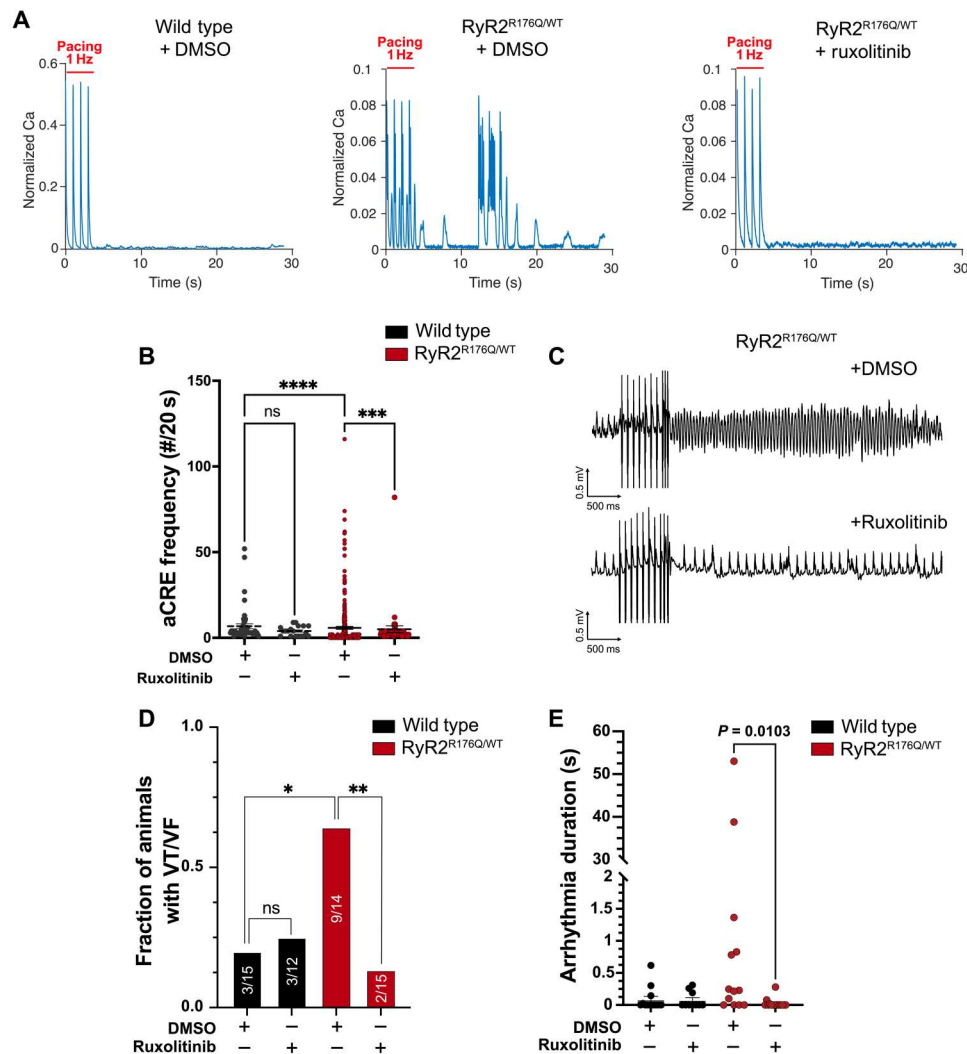 A
Wild type
+ DMSO
Pacing
1 Hz
0.6
0.4
0.2
0
Normalized Ca
0 10 20 30
Time (s)
RyR2R176Q/WT
+ DMSO
Pacing
1 Hz
0.1
0.08
0.06
0.04
0.02
0
Normalized Ca
0 10 20 30
Time (s)
RyR2R176Q/WT
+ ruxolitinib
Pacing
1 Hz
0.1
0.08
0.06
0.04
0.02
0
Normalized Ca
0 10 20 30
Time (s)
B
Wild type
RyR2R176Q/WT
150
100
50
0
aCRE frequency (#/20 s)
****
ns
***
DMSO + – + –
Ruxolitinib – + – +
C
RyR2R176Q/WT
+DMSO
0.5 mV
500 ms
+Ruxolitinib
0.5 mV
500 ms
D
Wild type
RyR2R176Q/WT
1.0
0.5
0.0
Fraction of animals
with VT/VF
*
**
ns
3/15
3/12
9/14
2/15
DMSO + – + –
Ruxolitinib – + – +
E
Wild type
RyR2R176Q/WT
P = 0.0103
60
50
40
30
2
1.5
1
0.5
0
Arrhythmia duration (s)
DMSO + – + –
Ruxolitinib – + – +